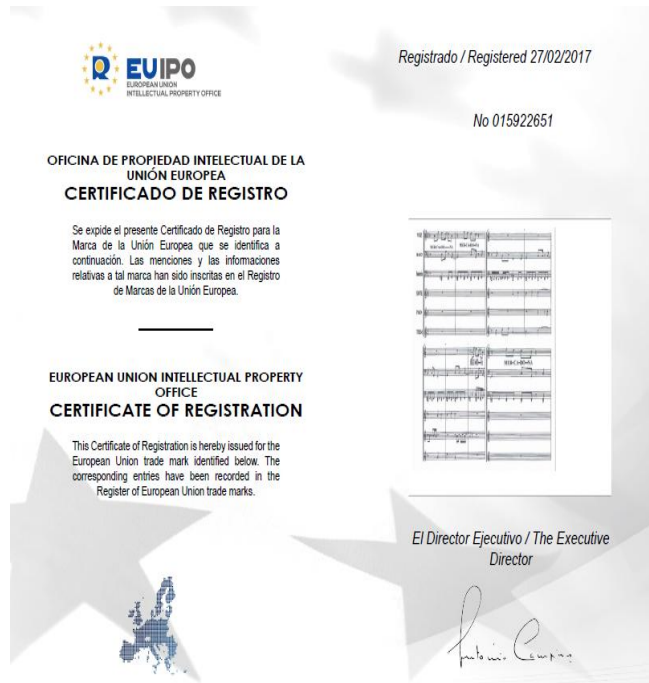 EUIPO
EUROPEAN UNION
INTELLECTUAL PROPERTY OFFICE
OFICINA DE PROPIEDAD INTELECTUAL DE LA
UNIÓN EUROPEA
CERTIFICADO DE REGISTRO
Se expide el presente Certificado de Registro para la
Marca de la Unión Europea que se identifica a
continuación. Las menciones y las informaciones
relativas a tal marca han sido inscritas en el Registro
de Marcas de la Unión Europea.
EUROPEAN UNION INTELLECTUAL PROPERTY
OFFICE
CERTIFICATE OF REGISTRATION
This Certificate of Registration is hereby issued for the
European Union trade mark identified below. The
corresponding entries have been recorded in the
Register of European Union trade marks.
Registrado / Registered 27/02/2017
No 015922651
El Director Ejecutivo / The Executive
Director